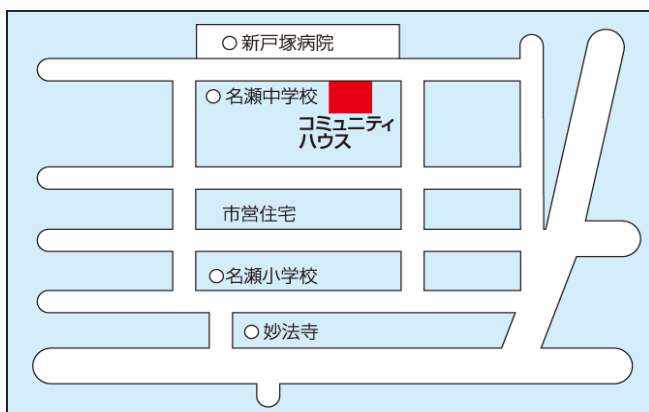 ○新戸塚病院
○名瀬中学校
コミュニティ
ハウス
市営住宅
○名瀬小学校
○妙法寺